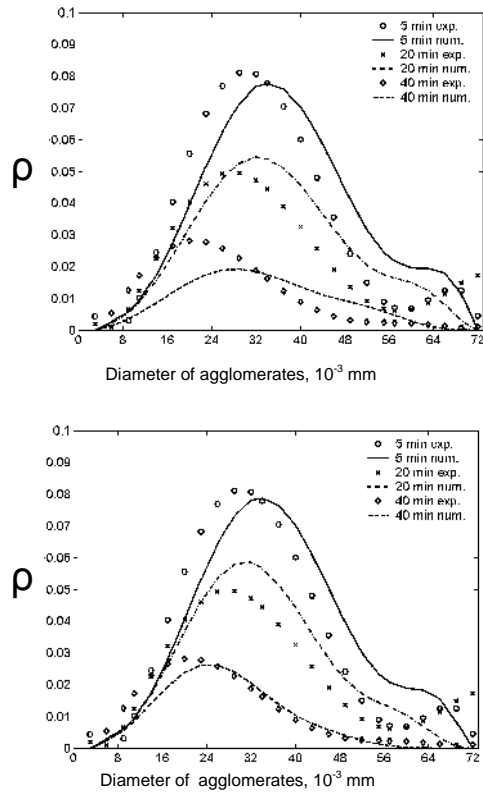 0.1
0.09
0.08
0.07
0.06
0.05
0.04
0.03
0.02
0.01
0
ρ
5 min exp.
5 min num.
20 min exp.
20 min num.
40 min exp.
40 min num.
0 8 16 24 32 40 48 56 64 72
Diameter of agglomerates, 10⁻³ mm
0.1
0.09
0.08
0.07
0.06
0.05
0.04
0.03
0.02
0.01
0
ρ
5 min exp.
5 min num.
20 min exp.
20 min num.
40 min exp.
40 min num.
0 8 16 24 32 40 48 56 64 72
Diameter of agglomerates, 10⁻³ mm